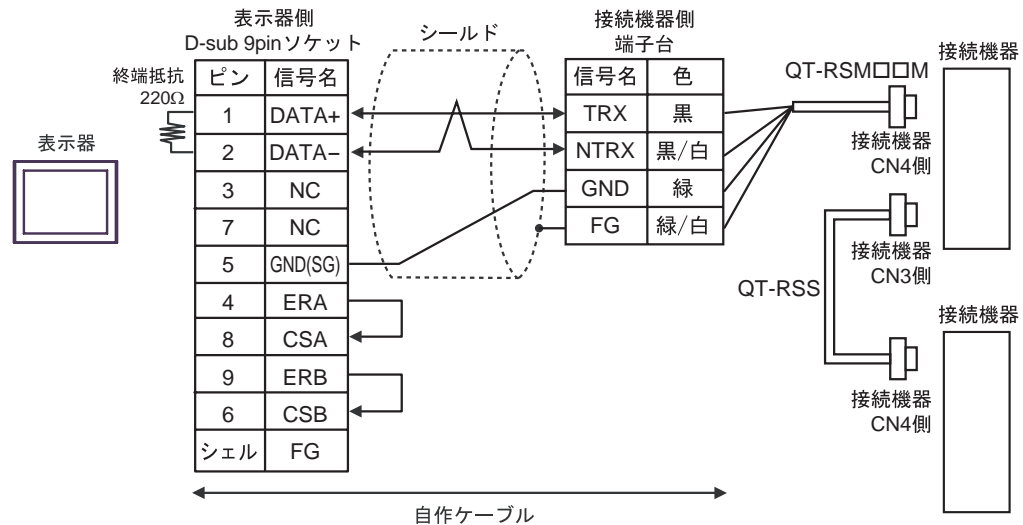 表示器
表示器側
D-sub 9pinソケット
終端抵抗
220Ω
ピン 信号名
1 DATA+
2 DATA−
3 NC
7 NC
5 GND(SG)
4 ERA
8 CSA
9 ERB
6 CSB
シェル FG
シールド
接続機器側
端子台
信号名 色
TRX 黒
NTRX 黒/白
GND 緑
FG 緑/白
自作ケーブル
QT-RSM□□M
接続機器
接続機器
CN4側
接続機器
CN3側
QT-RSS
接続機器
接続機器
CN4側